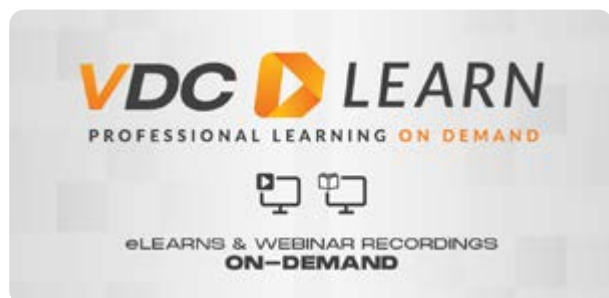 VDC LEARN
PROFESSIONAL LEARNING ON DEMAND
eLEARNS & WEBINAR RECORDINGS
ON-DEMAND